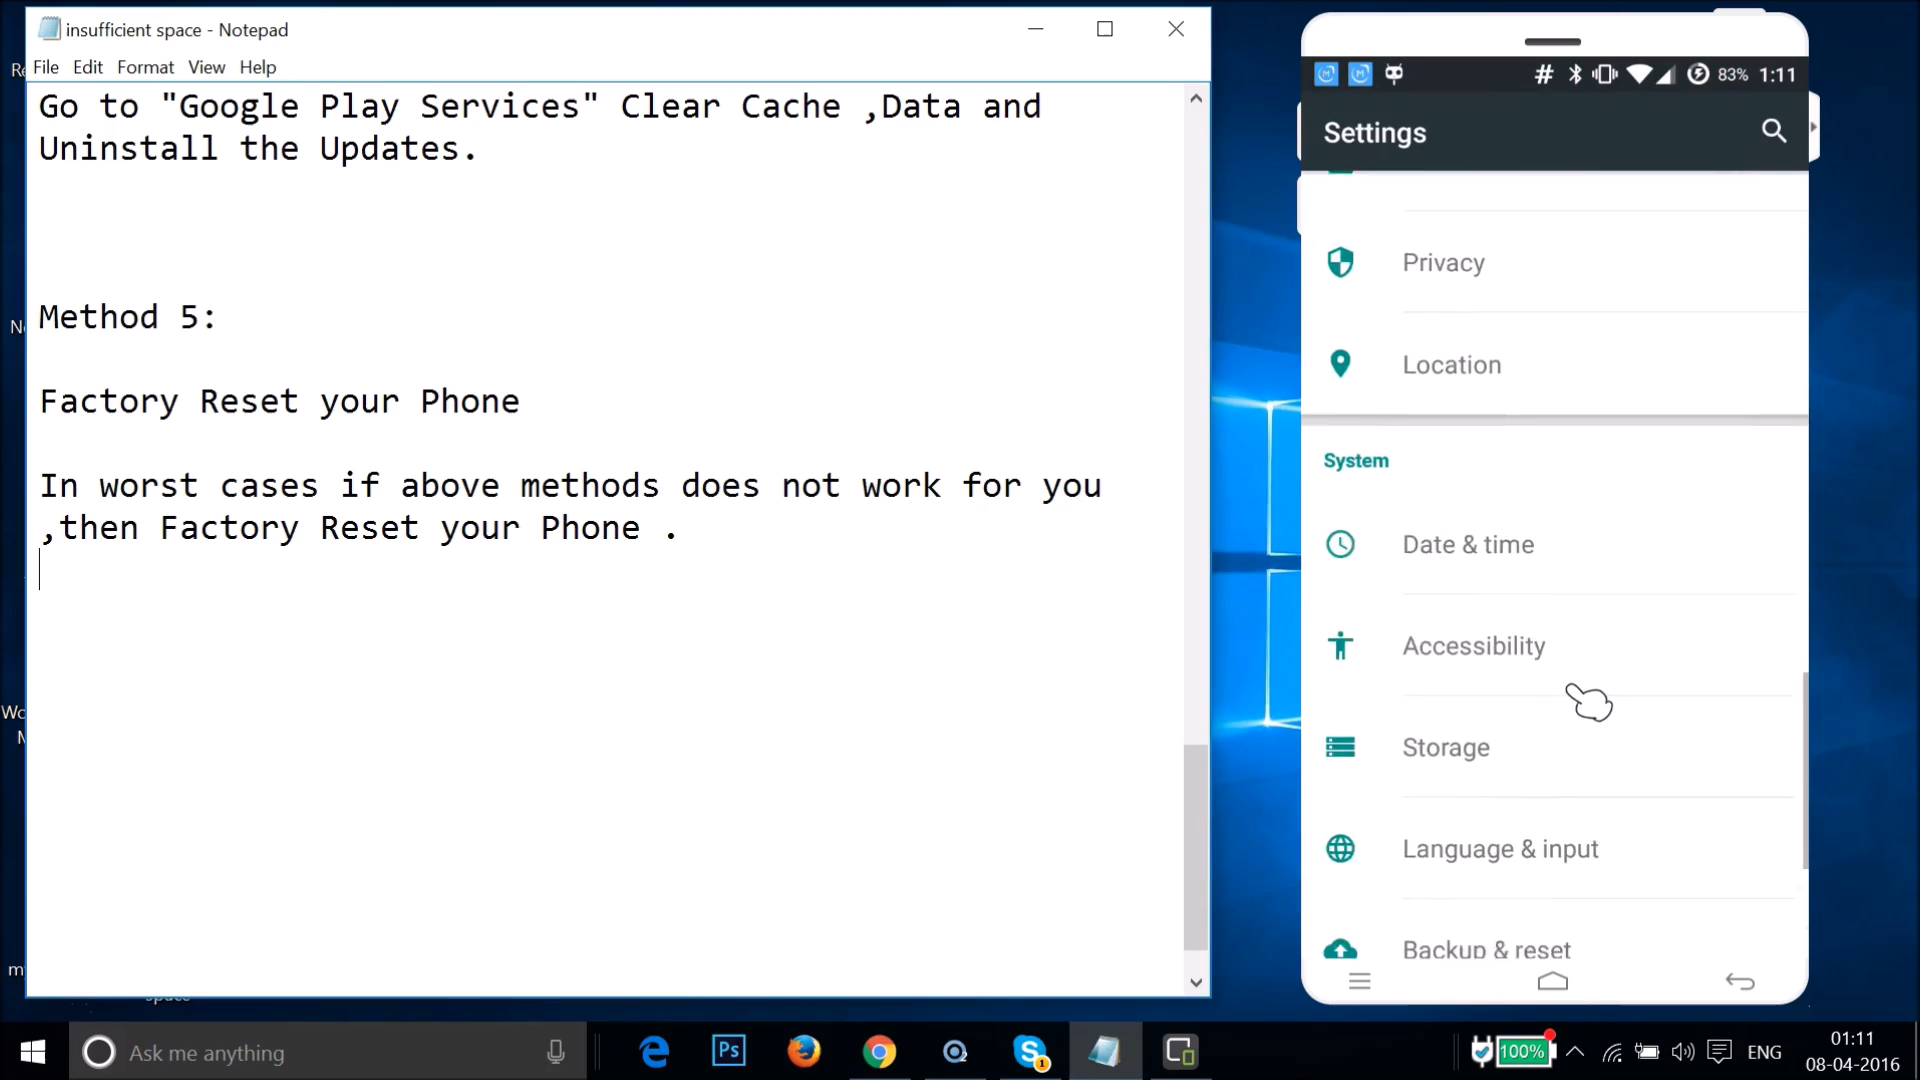 insufficient space - Notepad
File Edit Format View Help
Go to "Google Play Services" Clear Cache ,Data and
Uninstall the Updates.
Method 5:
Factory Reset your Phone
In worst cases if above methods does not work for you
,then Factory Reset your Phone .
83% 1:11
Settings
Privacy
Location
System
Date & time
Accessibility
Storage
Language & input
Backup & reset
space
Ask me anything
Ps
1
100%
ENG
01:11
08-04-2016